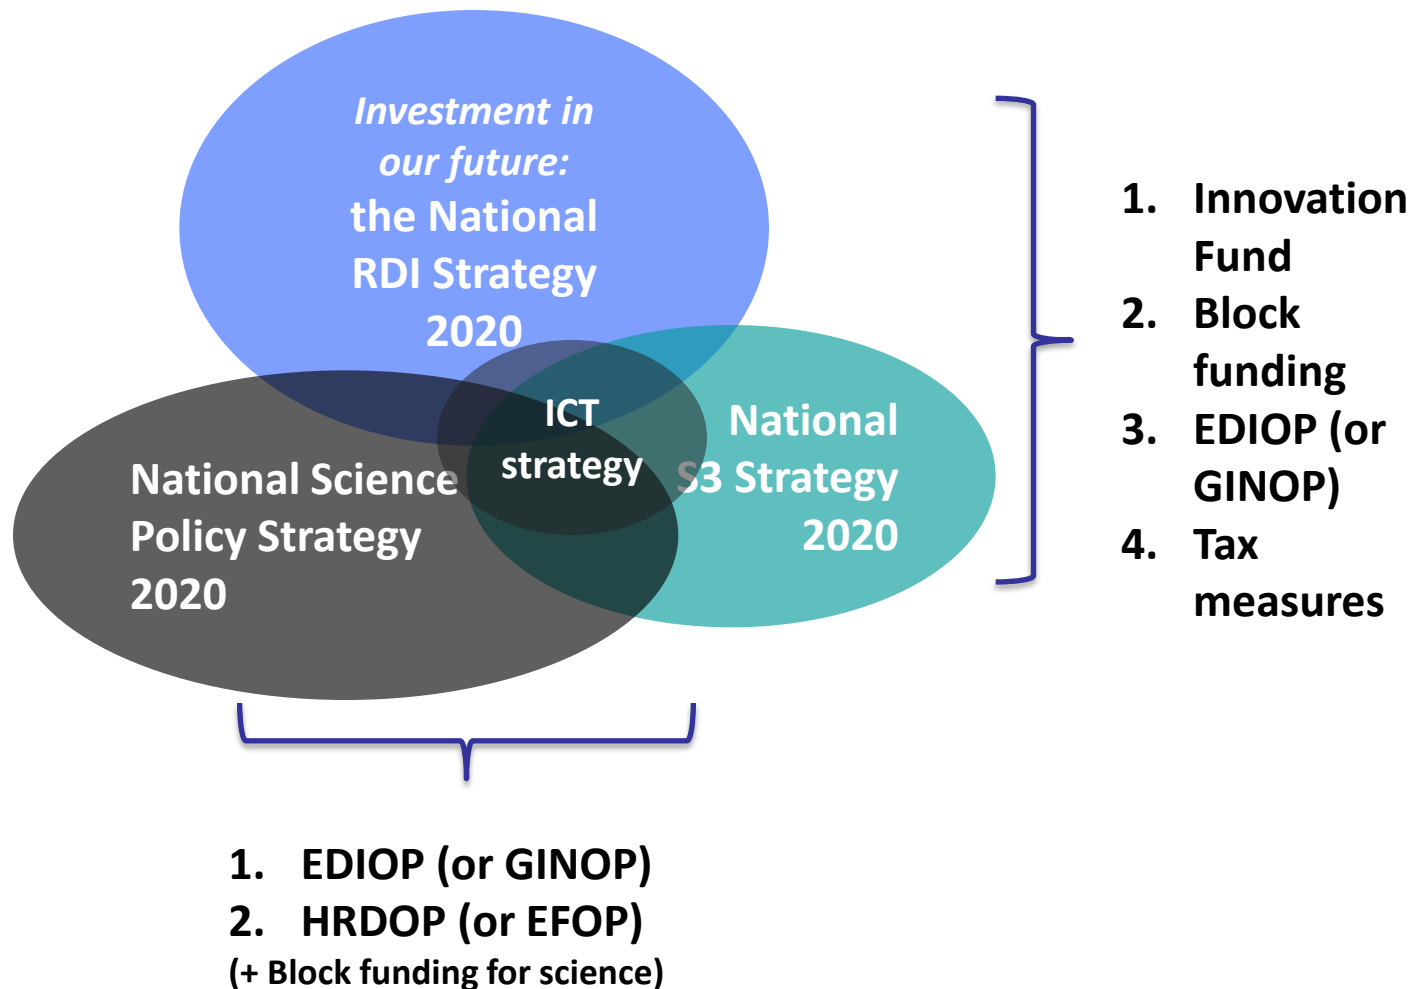 Investment in
our future:
the National
RDI Strategy
2020
ICT
strategy
National
S3 Strategy
2020
National Science
Policy Strategy
2020
1. Innovation
Fund
2. Block
funding
3. EDIOP (or
GINOP)
4. Tax
measures
1. EDIOP (or GINOP)
2. HRDOP (or EFOP)
(+ Block funding for science)